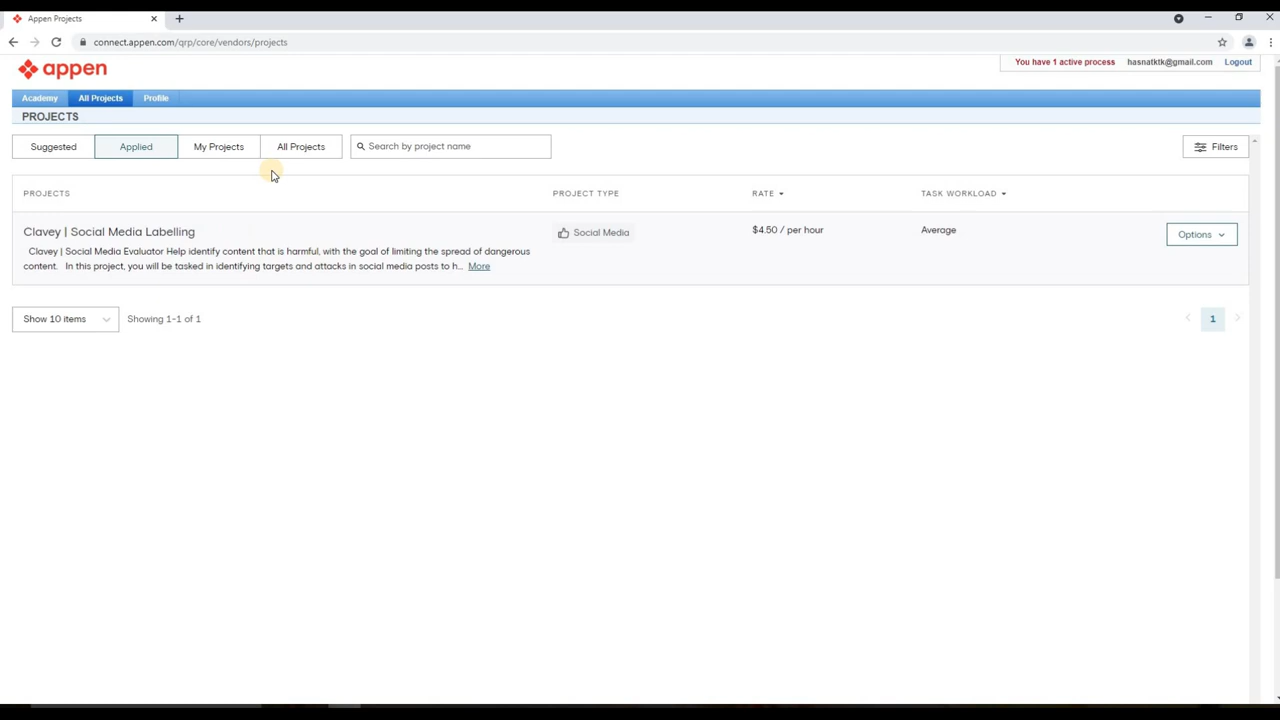 Appen Projects
connect.appen.com/qrp/core/vendors/projects
appen
You have 1 active process hasnatktk@gmail.com Logout
Academy All Projects Profile
PROJECTS
Suggested Applied My Projects All Projects Search by project name Filters
PROJECTS PROJECT TYPE RATE TASK WORKLOAD
Clavey | Social Media Labelling Social Media $4.50 / per hour Average Options
Clavey | Social Media Evaluator Help identify content that is harmful, with the goal of limiting the spread of dangerous
content. In this project, you will be tasked in identifying targets and attacks in social media posts to h... More
Show 10 items Showing 1-1 of 1 1